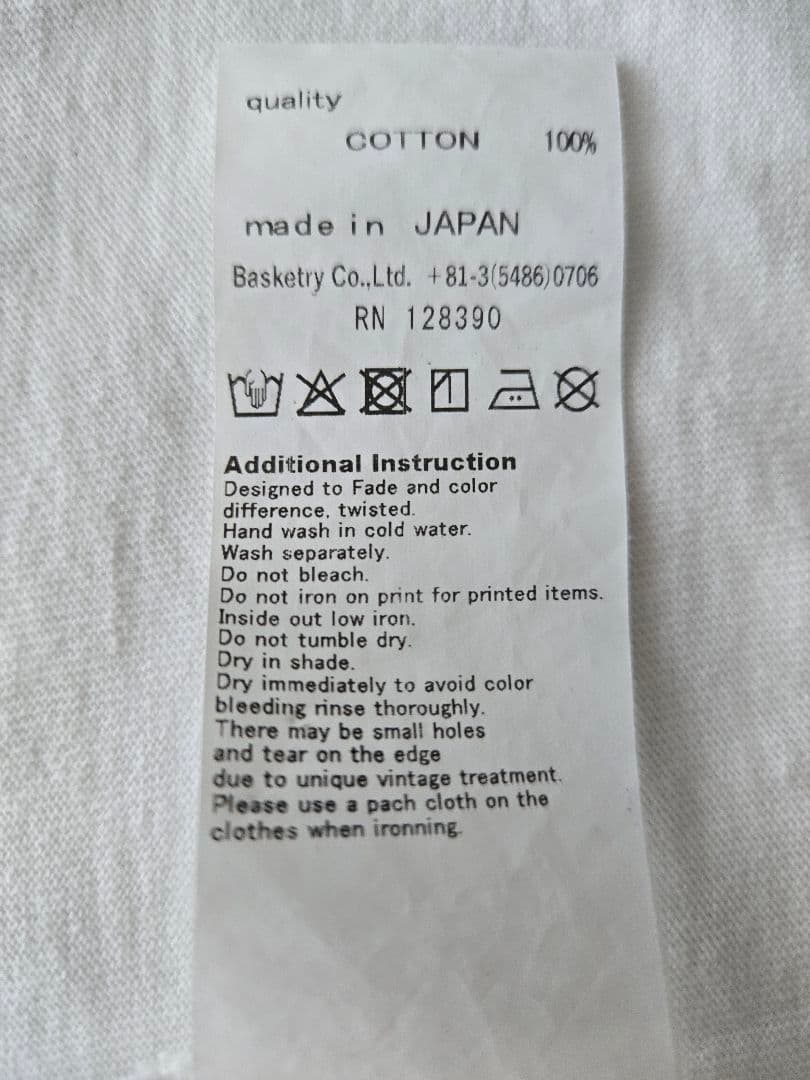 quality
COTTON 100%
made in JAPAN
Basketry Co.,Ltd. +81-3(5486)0706
RN 128390
Additional Instruction
Designed to Fade and color
difference, twisted.
Hand wash in cold water.
Wash separately.
Do not bleach.
Do not iron on print for printed items.
Inside out low iron.
Do not tumble dry.
Dry in shade.
Dry immediately to avoid color
bleeding rinse thoroughly.
There may be small holes
and tear on the edge
due to unique vintage treatment.
Please use a pach cloth on the
clothes when ironning.